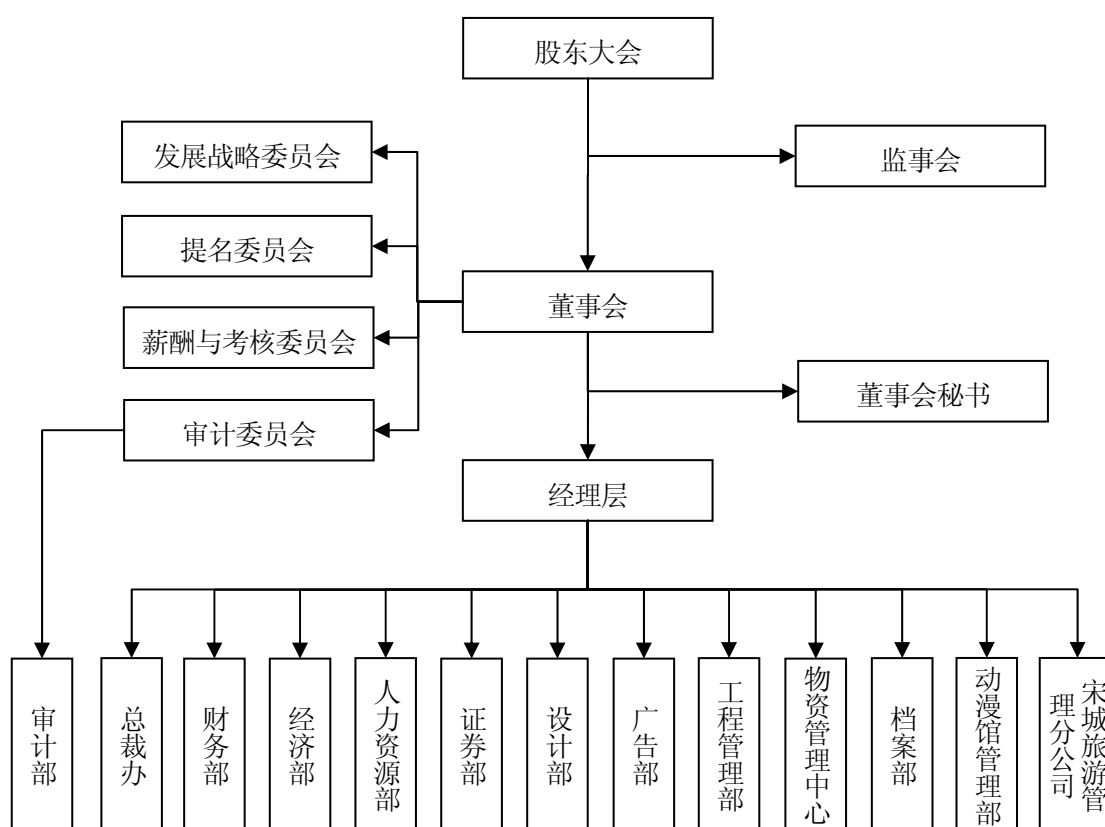 股东大会
发展战略委员会
监事会
提名委员会
董事会
薪酬与考核委员会
董事会秘书
审计委员会
经理层
审计部
总裁办
财务部
经济部
人力资源部
证券部
设计部
广告部
工程管理部
物资管理中心
档案部
动漫馆管理部
宋城旅游管
理分公司